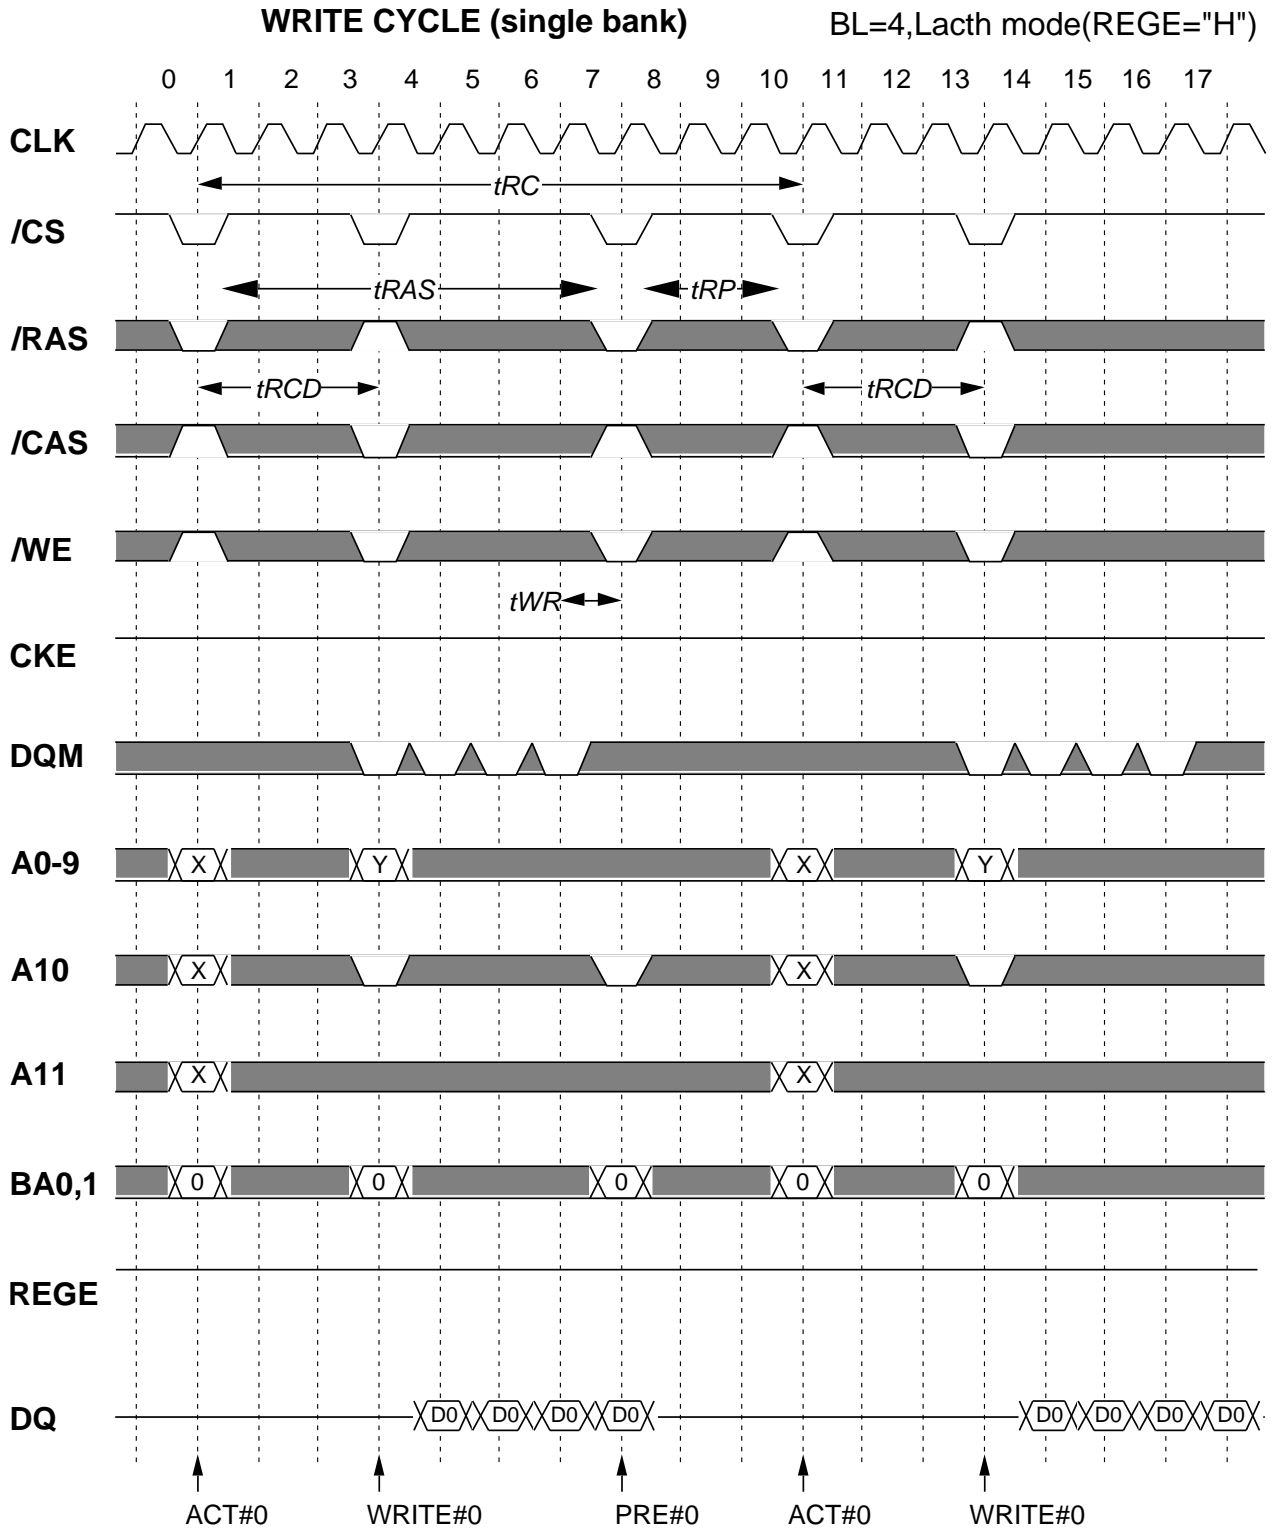 WRITE CYCLE (single bank) BL=4,Lacth mode(REGE="H")
0 1 2 3 4 5 6 7 8 9 10 11 12 13 14 15 16 17
CLK
tRC
/CS
tRAS tRP
/RAS
tRCD tRCD
/CAS
/WE
tWR
CKE
DQM
A0-9 X Y X Y
A10 X X
A11 X X
BA0,1 0 0 0 0 0
REGE
DQ D0 D0 D0 D0 D0 D0 D0 D0
ACT#0 WRITE#0 PRE#0 ACT#0 WRITE#0